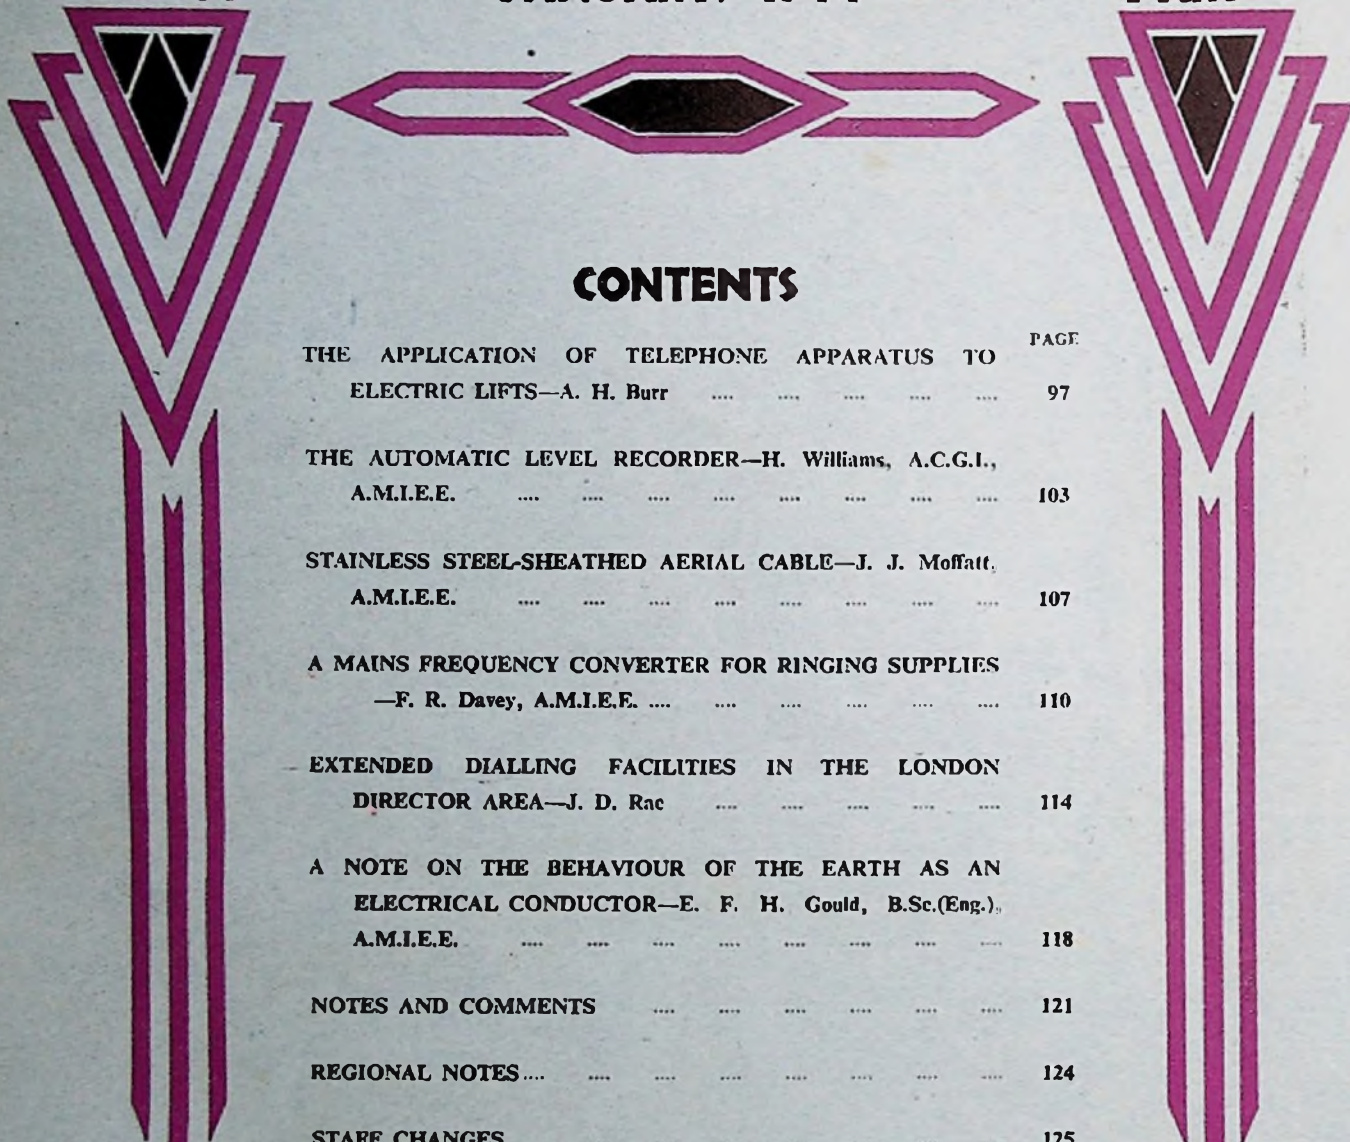 CONTENTS
PAGE
THE APPLICATION OF TELEPHONE APPARATUS TO
ELECTRIC LIFTS—A. H. Burr .... .... .... .... .... 97
THE AUTOMATIC LEVEL RECORDER—H. Williams, A.C.G.I.,
A.M.I.E.E. .... .... .... .... .... .... .... .... 103
STAINLESS STEEL-SHEATHED AERIAL CABLE—J. J. Moffatt,
A.M.I.E.E. .... .... .... .... .... .... .... .... 107
A MAINS FREQUENCY CONVERTER FOR RINGING SUPPLIES
—F. R. Davey, A.M.I.E.E. .... .... .... .... .... .... 110
EXTENDED DIALLING FACILITIES IN THE LONDON
DIRECTOR AREA—J. D. Rae .... .... .... .... .... 114
A NOTE ON THE BEHAVIOUR OF THE EARTH AS AN
ELECTRICAL CONDUCTOR—E. F. H. Gould, B.Sc.(Eng.),
A.M.I.E.E. .... .... .... .... .... .... .... .... 118
NOTES AND COMMENTS .... .... .... .... .... .... 121
REGIONAL NOTES .... .... .... .... .... .... .... .... 124
STAFF CHANGES 125